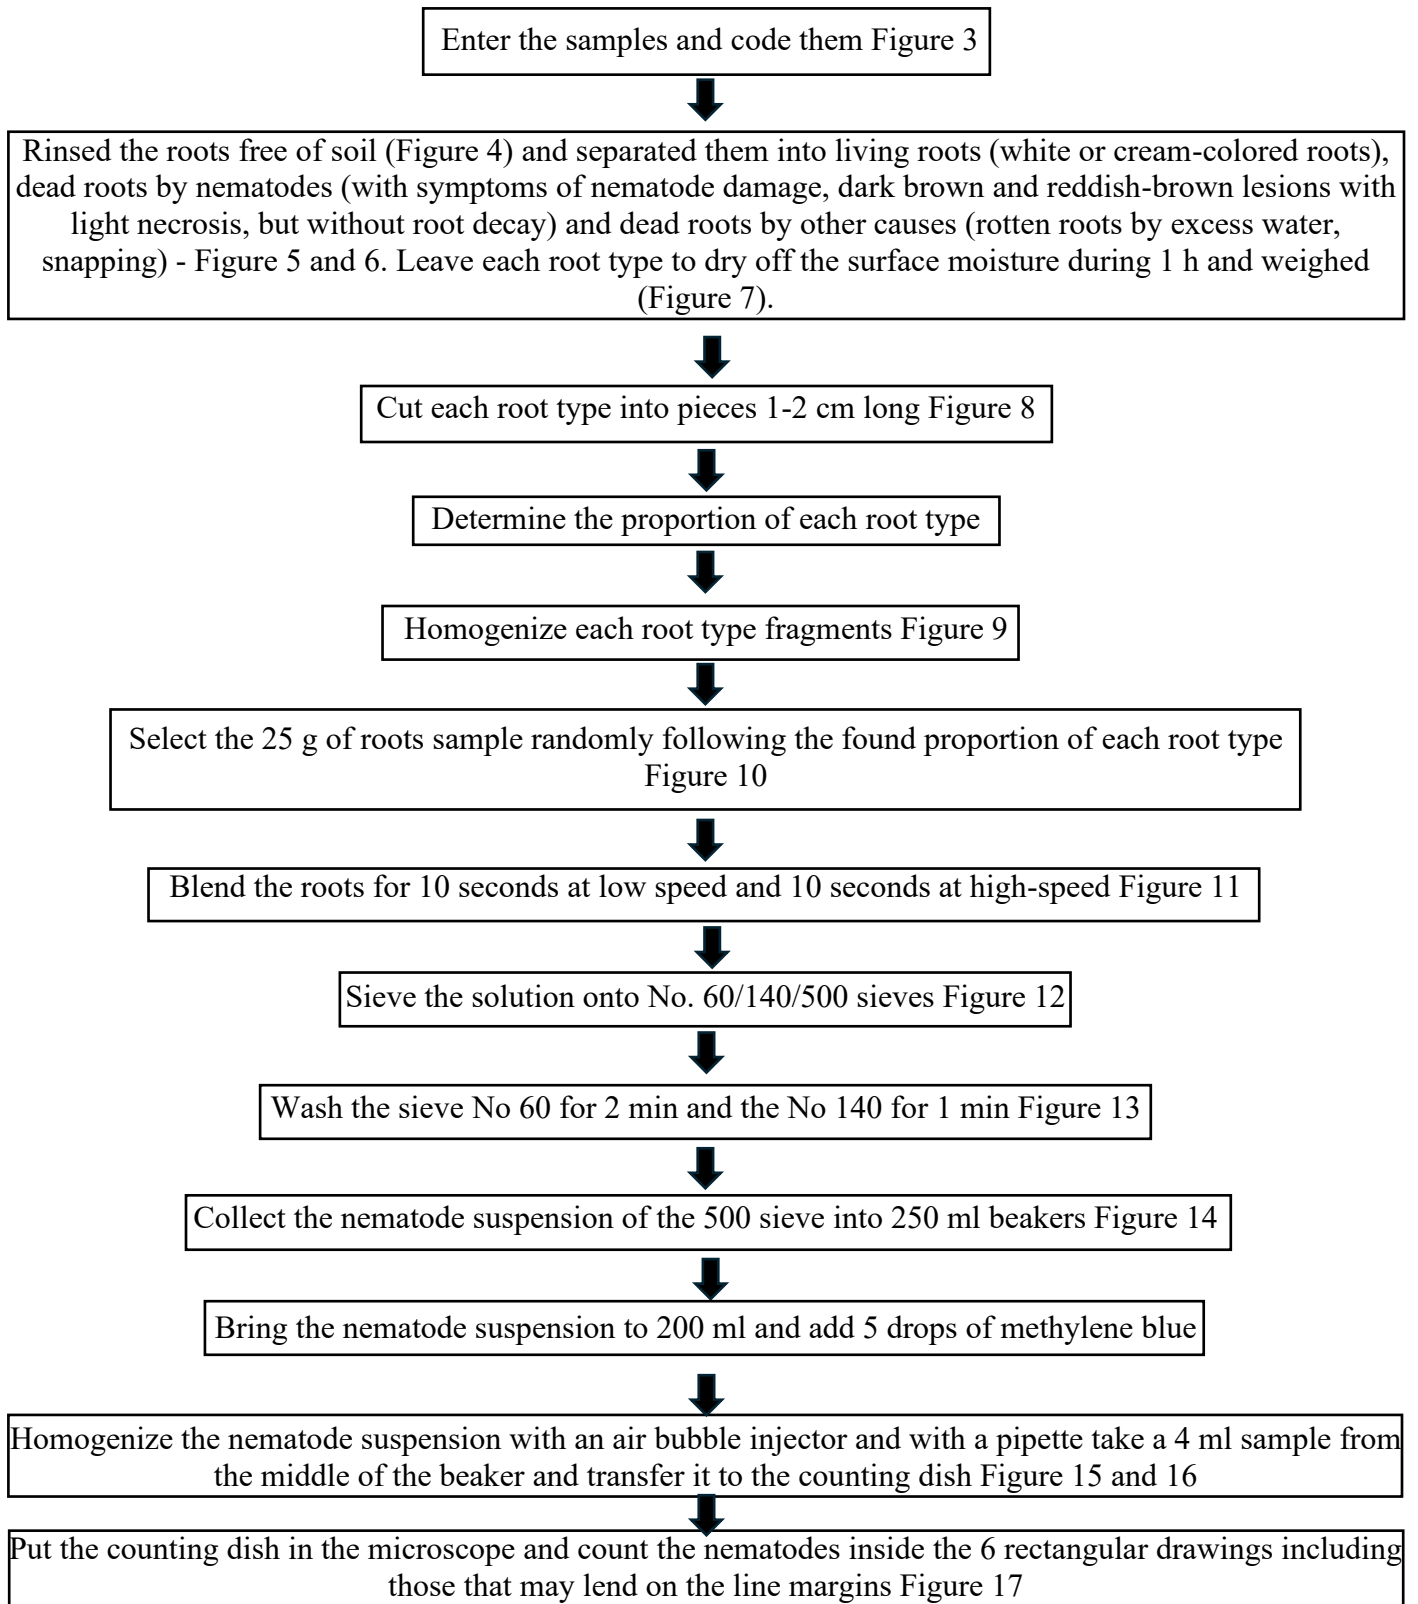 Enter the samples and code them Figure 3
Rinsed the roots free of soil (Figure 4) and separated them into living roots (white or cream-colored roots),
dead roots by nematodes (with symptoms of nematode damage, dark brown and reddish-brown lesions with
light necrosis, but without root decay) and dead roots by other causes (rotten roots by excess water,
snapping) - Figure 5 and 6. Leave each root type to dry off the surface moisture during 1 h and weighed
(Figure 7).
Cut each root type into pieces 1-2 cm long Figure 8
Determine the proportion of each root type
Homogenize each root type fragments Figure 9
Select the 25 g of roots sample randomly following the found proportion of each root type
Figure 10
Blend the roots for 10 seconds at low speed and 10 seconds at high-speed Figure 11
Sieve the solution onto No. 60/140/500 sieves Figure 12
Wash the sieve No 60 for 2 min and the No 140 for 1 min Figure 13
Collect the nematode suspension of the 500 sieve into 250 ml beakers Figure 14
Bring the nematode suspension to 200 ml and add 5 drops of methylene blue
Homogenize the nematode suspension with an air bubble injector and with a pipette take a 4 ml sample from
the middle of the beaker and transfer it to the counting dish Figure 15 and 16
Put the counting dish in the microscope and count the nematodes inside the 6 rectangular drawings including
those that may lend on the line margins Figure 17